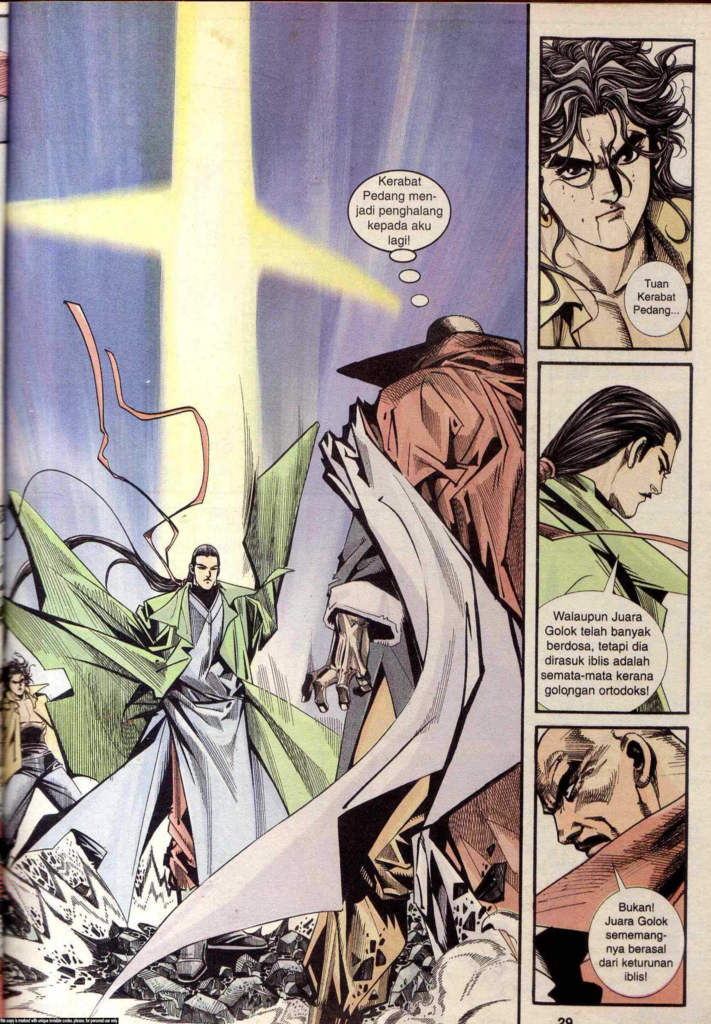 Kerabat
Pedang men-
jadi penghalang
kepada aku
lagi!
Tuan
Kerabat
Pedang...
Walaupun Juara
Golok telah banyak
berdosa, tetapi dia
dirasuk iblis adalah
semata-mata kerana
golongan ortodoks!
Bukan!
Juara Golok
sememang-
nya berasal
dari keturunan
iblis!
29